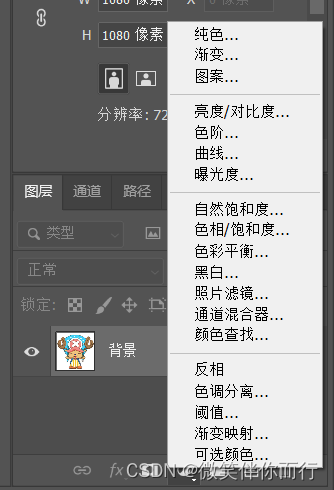 W 1080 像素 X 0 像素
H 1080 像素
分辨率: 72
纯色...
渐变...
图案...
亮度/对比度...
色阶...
曲线...
曝光度...
自然饱和度...
色相/饱和度...
色彩平衡...
黑白...
照片滤镜...
通道混合器...
颜色查找...
反相
色调分离...
阈值...
渐变映射...
可选颜色...
图层 通道 路径
类型
正常
锁定:
背景
fx
CSDN @微笑伴你而行